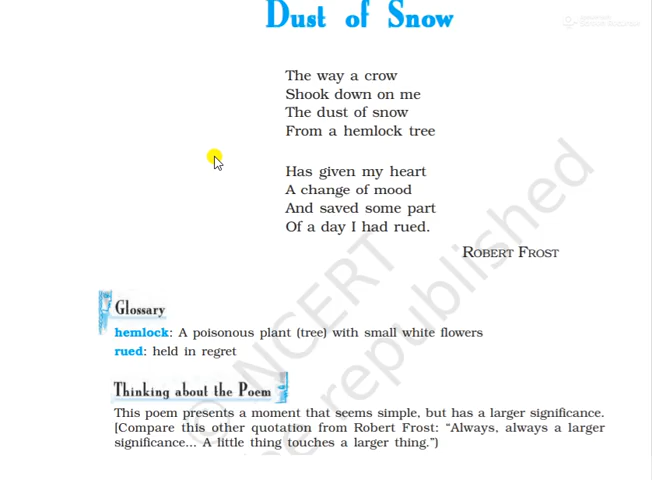 Dust of Snow
The way a crow
Shook down on me
The dust of snow
From a hemlock tree
Has given my heart
A change of mood
And saved some part
Of a day I had rued.
ROBERT FROST
Glossary
hemlock: A poisonous plant (tree) with small white flowers
rued: held in regret
Thinking about the Poem
This poem presents a moment that seems simple, but has a larger significance.
[Compare this other quotation from Robert Frost: “Always, always a larger
significance... A little thing touches a larger thing.”)
© NCERT
be republished